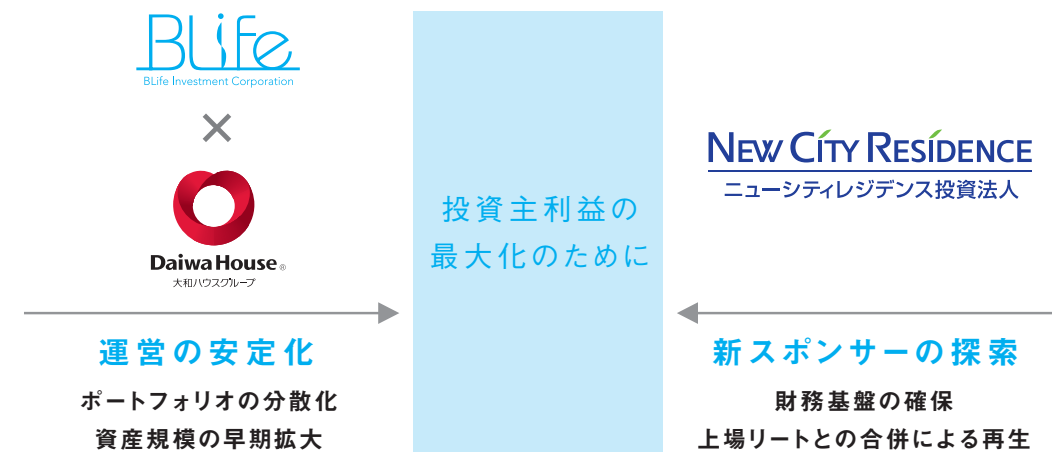 BLife
BLife Investment Corporation
×
Daiwa House®
大和ハウスグループ
運営の安定化
ポートフォリオの分散化
資産規模の早期拡大
投資主利益の
最大化のために
NEW CITY RESIDENCE
ニューシティレジデンス投資法人
新スポンサーの探索
財務基盤の確保
上場リートとの合併による再生